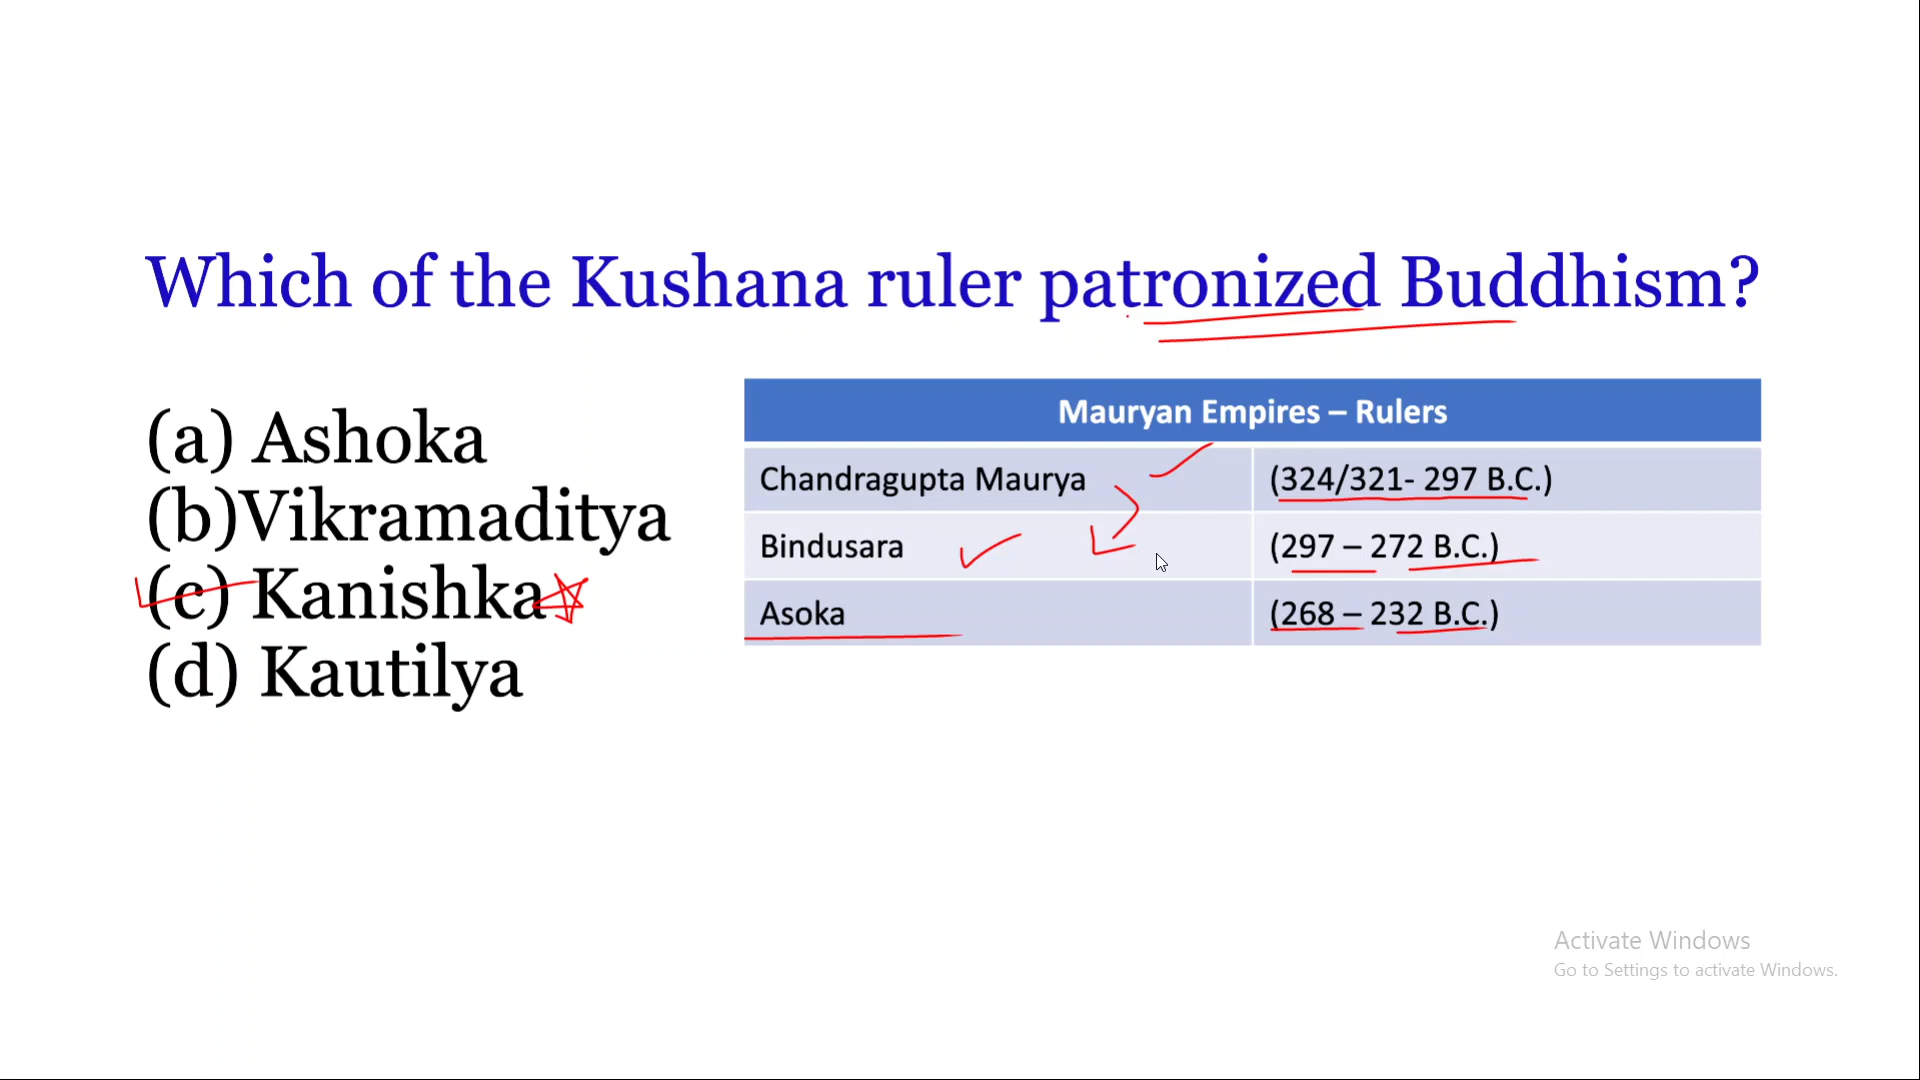 Which of the Kushana ruler patronized Buddhism?
(a) Ashoka
(b)Vikramaditya
(c) Kanishka
(d) Kautilya
Mauryan Empires – Rulers
Chandragupta Maurya (324/321- 297 B.C.)
Bindusara (297 – 272 B.C.)
Asoka (268 – 232 B.C.)
Activate Windows
Go to Settings to activate Windows.